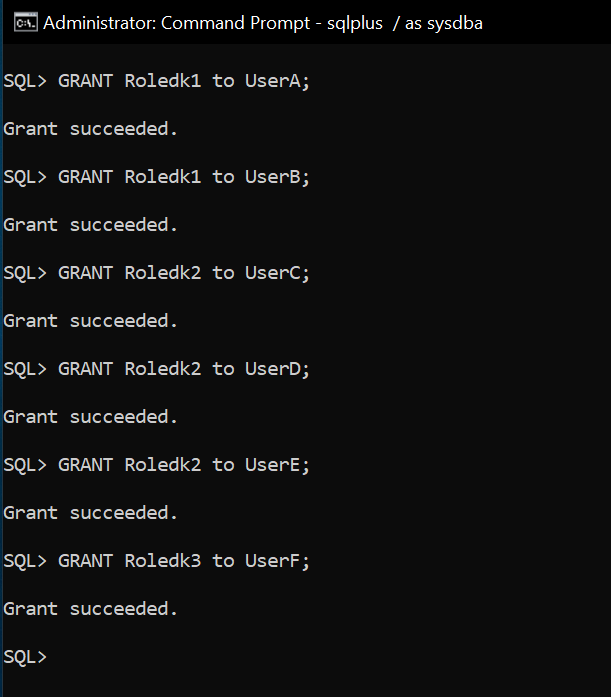 Administrator: Command Prompt - sqlplus  / as sysdba
SQL> GRANT Roledk1 to UserA;
Grant succeeded.
SQL> GRANT Roledk1 to UserB;
Grant succeeded.
SQL> GRANT Roledk2 to UserC;
Grant succeeded.
SQL> GRANT Roledk2 to UserD;
Grant succeeded.
SQL> GRANT Roledk2 to UserE;
Grant succeeded.
SQL> GRANT Roledk3 to UserF;
Grant succeeded.
SQL>